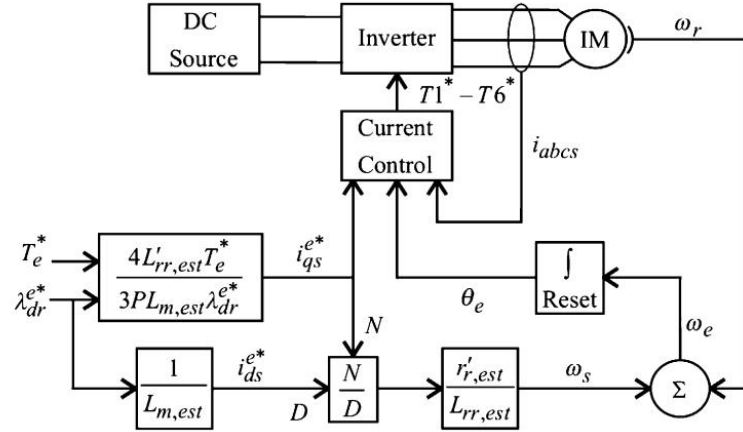 DC
Source
Inverter
IM
ω_r
T1* – T6*
Current
Control
i_abcs
T_e*
λ_dr^e*
4L′_rr,est T_e*
3PL_m,est λ_dr^e*
i_qs^e*
θ_e
∫
Reset
ω_e
N
1
L_m,est
i_ds^e*
D
N
D
r′_r,est
L_rr,est
ω_s
Σ